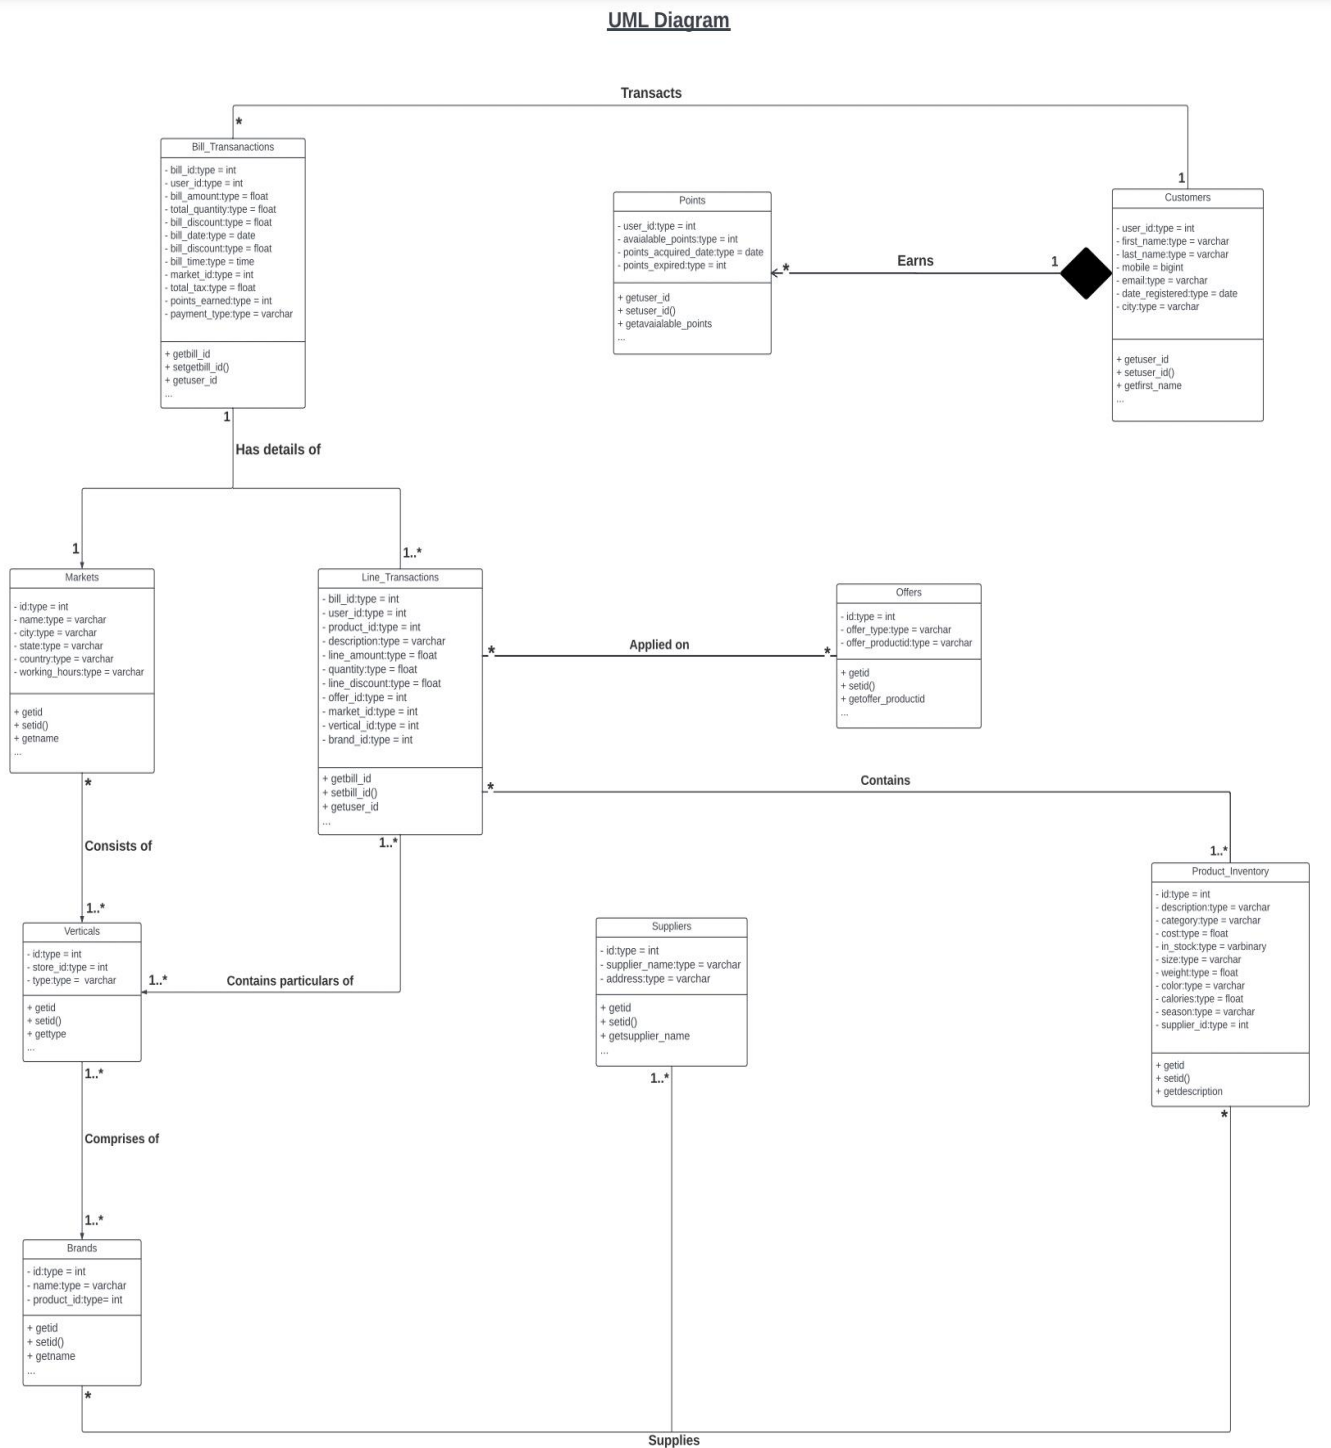 UML Diagram
Transacts
*
1
Bill_Transanactions
- bill_id:type = int
- user_id:type = int
- bill_amount:type = float
- total_quantity:type = float
- bill_discount:type = float
- bill_date:type = date
- bill_discount:type = float
- bill_time:type = time
- market_id:type = int
- total_tax:type = float
- points_earned:type = int
- payment_type:type = varchar
+ getbill_id
+ setgetbill_id()
+ getuser_id
...
Points
- user_id:type = int
- avaialable_points:type = int
- points_acquired_date:type = date
- points_expired:type = int
+ getuser_id
+ setuser_id()
+ getavaialable_points
...
*
Earns
1
Customers
- user_id:type = int
- first_name:type = varchar
- last_name:type = varchar
- mobile = bigint
- email:type = varchar
- date_registered:type = date
- city:type = varchar
+ getuser_id
+ setuser_id()
+ getfirst_name
...
1
Has details of
1
1..*
Markets
- id:type = int
- name:type = varchar
- city:type = varchar
- state:type = varchar
- country:type = varchar
- working_hours:type = varchar
+ getid
+ setid()
+ getname
...
Line_Transactions
- bill_id:type = int
- user_id:type = int
- product_id:type = int
- description:type = varchar
- line_amount:type = float
- quantity:type = float
- line_discount:type = float
- offer_id:type = int
- market_id:type = int
- vertical_id:type = int
- brand_id:type = int
+ getbill_id
+ setbill_id()
+ getuser_id
...
*
Applied on
*
Offers
- id:type = int
- offer_type:type = varchar
- offer_productid:type = varchar
+ getid
+ setid()
+ getoffer_productid
...
*
Contains
1..*
*
Consists of
1..*
1..*
Verticals
- id:type = int
- store_id:type = int
- type:type =  varchar
+ getid
+ setid()
+ gettype
...
1..*
Contains particulars of
Suppliers
- id:type = int
- supplier_name:type = varchar
- address:type = varchar
+ getid
+ setid()
+ getsupplier_name
...
1..*
Product_Inventory
- id:type = int
- description:type = varchar
- category:type = varchar
- cost:type = float
- in_stock:type = varbinary
- size:type = varchar
- weight:type = float
- color:type = varchar
- calories:type = float
- season:type = varchar
- supplier_id:type = int
+ getid
+ setid()
+ getdescription
*
1..*
Comprises of
1..*
Brands
- id:type = int
- name:type = varchar
- product_id:type= int
+ getid
+ setid()
+ getname
...
*
Supplies